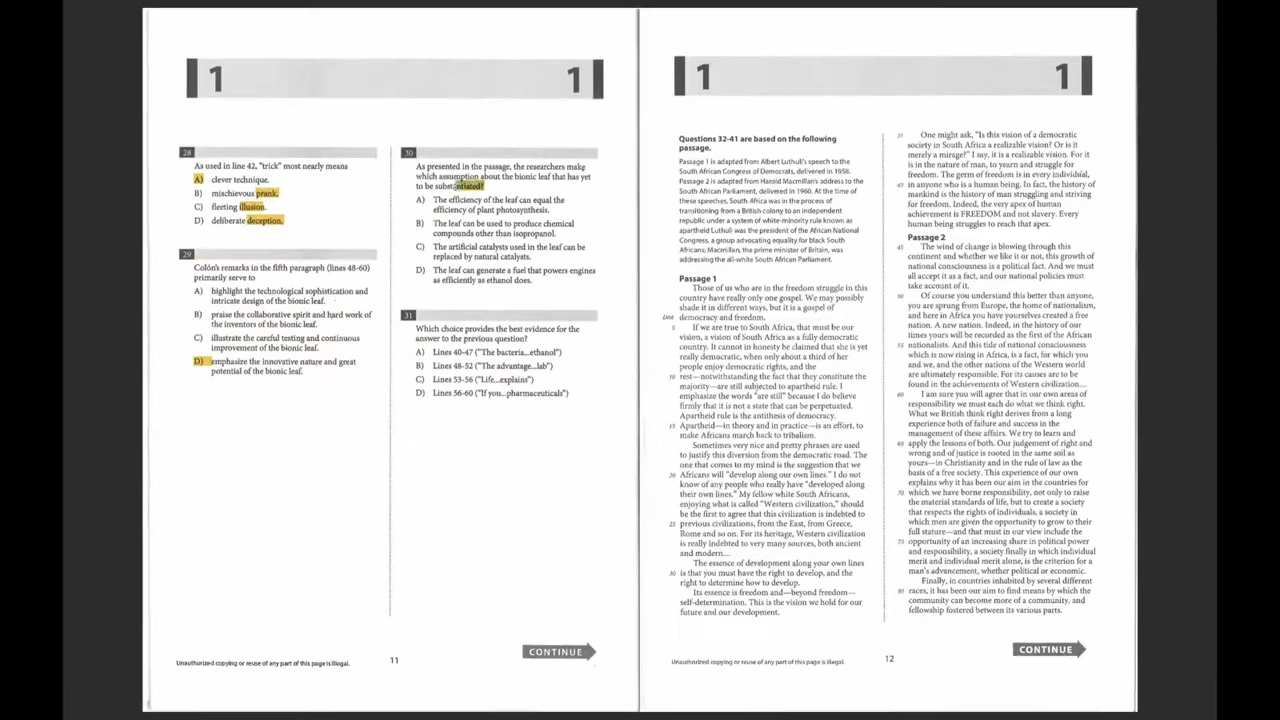 1
1
28
As used in line 42, "trick" most nearly means
A) clever technique.
B) mischievous prank.
C) fleeting illusion.
D) deliberate deception.
29
Colón's remarks in the fifth paragraph (lines 48-60)
primarily serve to
A) highlight the technological sophistication and
intricate design of the bionic leaf.
B) praise the collaborative spirit and hard work of
the inventors of the bionic leaf.
C) illustrate the careful testing and continuous
improvement of the bionic leaf.
D) emphasize the innovative nature and great
potential of the bionic leaf.
30
As presented in the passage, the researchers make
which assumption about the bionic leaf that has yet
to be substantiated?
A) The efficiency of the leaf can equal the
efficiency of plant photosynthesis.
B) The leaf can be used to produce chemical
compounds other than isopropanol.
C) The artificial catalysts used in the leaf can be
replaced by natural catalysts.
D) The leaf can generate a fuel that powers engines
as efficiently as ethanol does.
31
Which choice provides the best evidence for the
answer to the previous question?
A) Lines 40-47 ("The bacteria...ethanol")
B) Lines 48-52 ("The advantage...lab")
C) Lines 53-56 ("Life...explains")
D) Lines 56-60 ("If you...pharmaceuticals")
CONTINUE
Unauthorized copying or reuse of any part of this page is illegal.
11
1
1
Questions 32-41 are based on the following
passage.
Passage 1 is adapted from Albert Luthuli's speech to the
South African Congress of Democrats, delivered in 1958.
Passage 2 is adapted from Harold Macmillan's address to the
South African Parliament, delivered in 1960. At the time of
these speeches, South Africa was in the process of
transitioning from a British colony to an independent
republic under a system of white-minority rule known as
apartheid Luthuli was the president of the African National
Congress, a group advocating equality for black South
Africans; Macmillan, the prime minister of Britain, was
addressing the all-white South African Parliament.
Passage 1
Those of us who are in the freedom struggle in this
country have really only one gospel. We may possibly
shade it in different ways, but it is a gospel of
Line democracy and freedom.
5 If we are true to South Africa, that must be our
vision, a vision of South Africa as a fully democratic
country. It cannot in honesty be claimed that she is yet
really democratic, when only about a third of her
people enjoy democratic rights, and the
10 rest—notwithstanding the fact that they constitute the
majority—are still subjected to apartheid rule. I
emphasize the words "are still" because I do believe
firmly that it is not a state that can be perpetuated.
Apartheid rule is the antithesis of democracy.
15 Apartheid—in theory and in practice—is an effort, to
make Africans march back to tribalism.
Sometimes very nice and pretty phrases are used
to justify this diversion from the democratic road. The
one that comes to my mind is the suggestion that we
20 Africans will "develop along our own lines." I do not
know of any people who really have "developed along
their own lines." My fellow white South Africans,
enjoying what is called "Western civilization," should
be the first to agree that this civilization is indebted to
25 previous civilizations, from the East, from Greece,
Rome and so on. For its heritage, Western civilization
is really indebted to very many sources, both ancient
and modern....
The essence of development along your own lines
30 is that you must have the right to develop, and the
right to determine how to develop.
Its essence is freedom and—beyond freedom—
self-determination. This is the vision we hold for our
future and our development.
35 One might ask, "Is this vision of a democratic
society in South Africa a realizable vision? Or is it
merely a mirage?" I say, it is a realizable vision. For it
is in the nature of man, to yearn and struggle for
freedom. The germ of freedom is in every individual,
40 in anyone who is a human being. In fact, the history of
mankind is the history of man struggling and striving
for freedom. Indeed, the very apex of human
achievement is FREEDOM and not slavery. Every
human being struggles to reach that apex.
Passage 2
45 The wind of change is blowing through this
continent and whether we like it or not, this growth of
national consciousness is a political fact. And we must
all accept it as a fact, and our national policies must
take account of it.
50 Of course you understand this better than anyone,
you are sprung from Europe, the home of nationalism,
and here in Africa you have yourselves created a free
nation. A new nation. Indeed, in the history of our
times yours will be recorded as the first of the African
55 nationalists. And this tide of national consciousness
which is now rising in Africa, is a fact, for which you
and we, and the other nations of the Western world
are ultimately responsible. For its causes are to be
found in the achievements of Western civilization....
60 I am sure you will agree that in our own areas of
responsibility we must each do what we think right.
What we British think right derives from a long
experience both of failure and success in the
management of these affairs. We try to learn and
65 apply the lessons of both. Our judgement of right and
wrong and of justice is rooted in the same soil as
yours—in Christianity and in the rule of law as the
basis of a free society. This experience of our own
explains why it has been our aim in the countries for
70 which we have borne responsibility, not only to raise
the material standards of life, but to create a society
that respects the rights of individuals, a society in
which men are given the opportunity to grow to their
full stature—and that must in our view include the
75 opportunity of an increasing share in political power
and responsibility, a society finally in which individual
merit and individual merit alone, is the criterion for a
man's advancement, whether political or economic.
Finally, in countries inhabited by several different
80 races, it has been our aim to find means by which the
community can become more of a community, and
fellowship fostered between its various parts.
CONTINUE
Unauthorized copying or reuse of any part of this page is illegal.
12